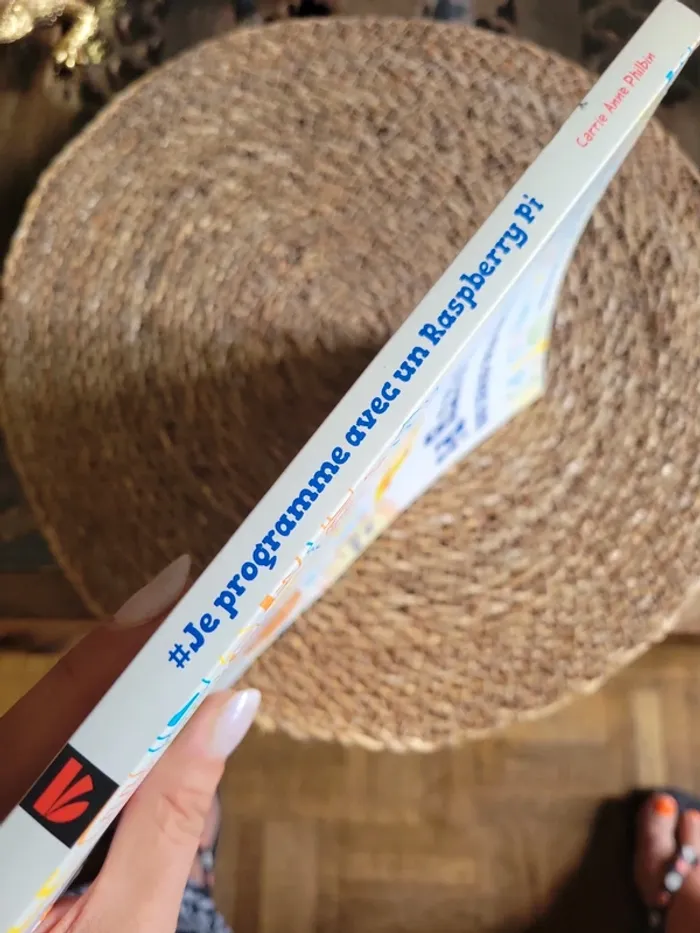 #Je programme avec un Raspberry Pi
Carrie Anne Philbin